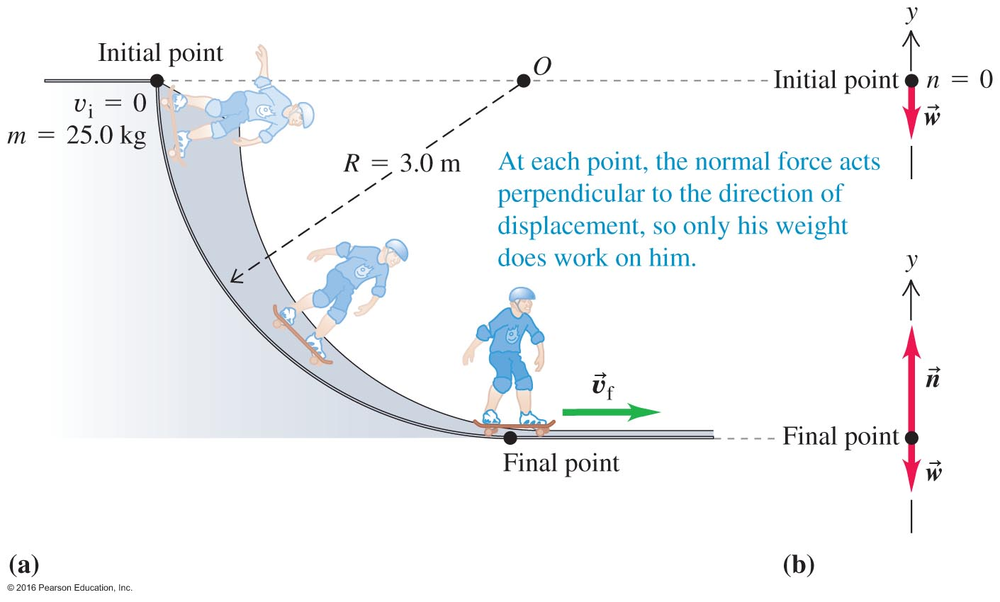 Initial point
vᵢ = 0
m = 25.0 kg
O
R = 3.0 m
At each point, the normal force acts
perpendicular to the direction of
displacement, so only his weight
does work on him.
v⃗f
Final point
(a)
© 2016 Pearson Education, Inc.
y
Initial point
n = 0
w⃗
y
n⃗
Final point
w⃗
(b)